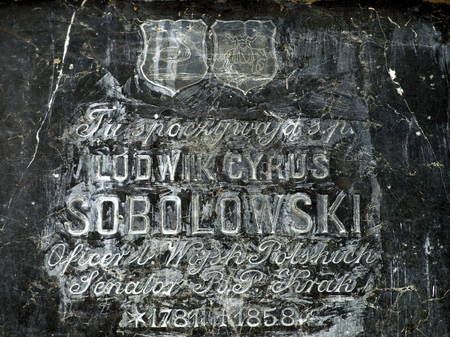 Tu spoczywają ś.p.
LUDWIK CYRUS
SOBOLOWSKI
Oficer b. Wojsk Polskich
Senator R.P. Krak.
*1781 †1858